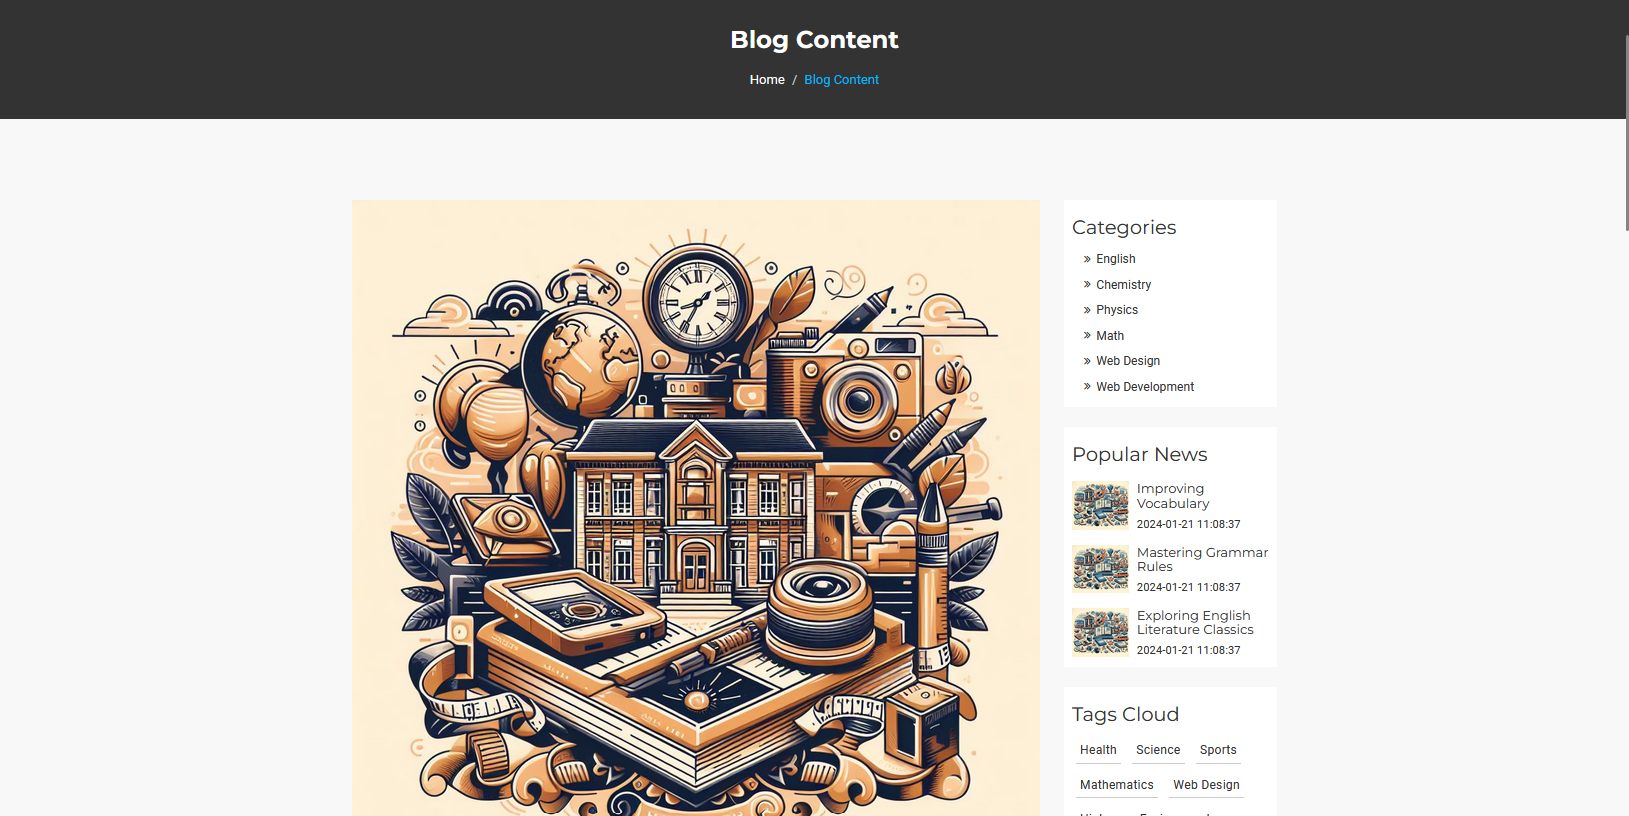 Blog Content
Home / Blog Content
Categories
» English
» Chemistry
» Physics
» Math
» Web Design
» Web Development
Popular News
Improving
Vocabulary
2024-01-21 11:08:37
Mastering Grammar
Rules
2024-01-21 11:08:37
Exploring English
Literature Classics
2024-01-21 11:08:37
Tags Cloud
Health Science Sports
Mathematics Web Design